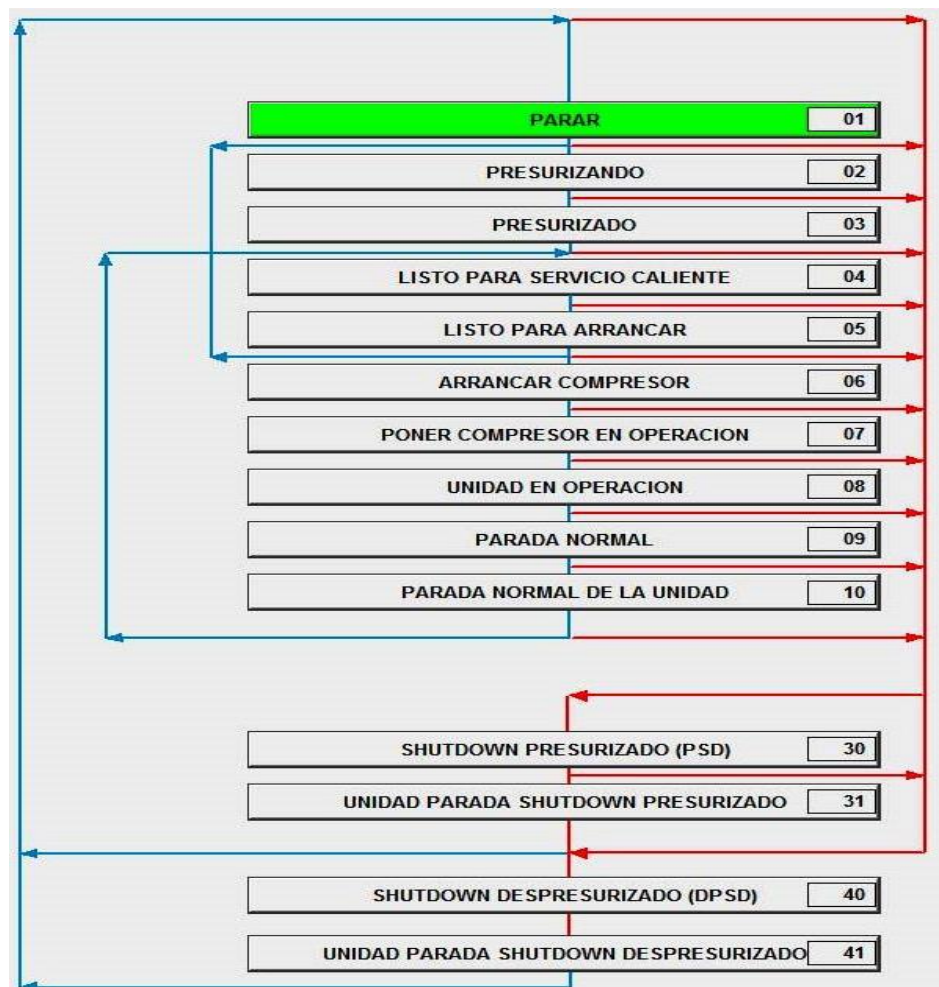 PARAR 01
PRESURIZANDO 02
PRESURIZADO 03
LISTO PARA SERVICIO CALIENTE 04
LISTO PARA ARRANCAR 05
ARRANCAR COMPRESOR 06
PONER COMPRESOR EN OPERACION 07
UNIDAD EN OPERACION 08
PARADA NORMAL 09
PARADA NORMAL DE LA UNIDAD 10
SHUTDOWN PRESURIZADO (PSD) 30
UNIDAD PARADA SHUTDOWN PRESURIZADO 31
SHUTDOWN DESPRESURIZADO (DPSD) 40
UNIDAD PARADA SHUTDOWN DESPRESURIZADO 41